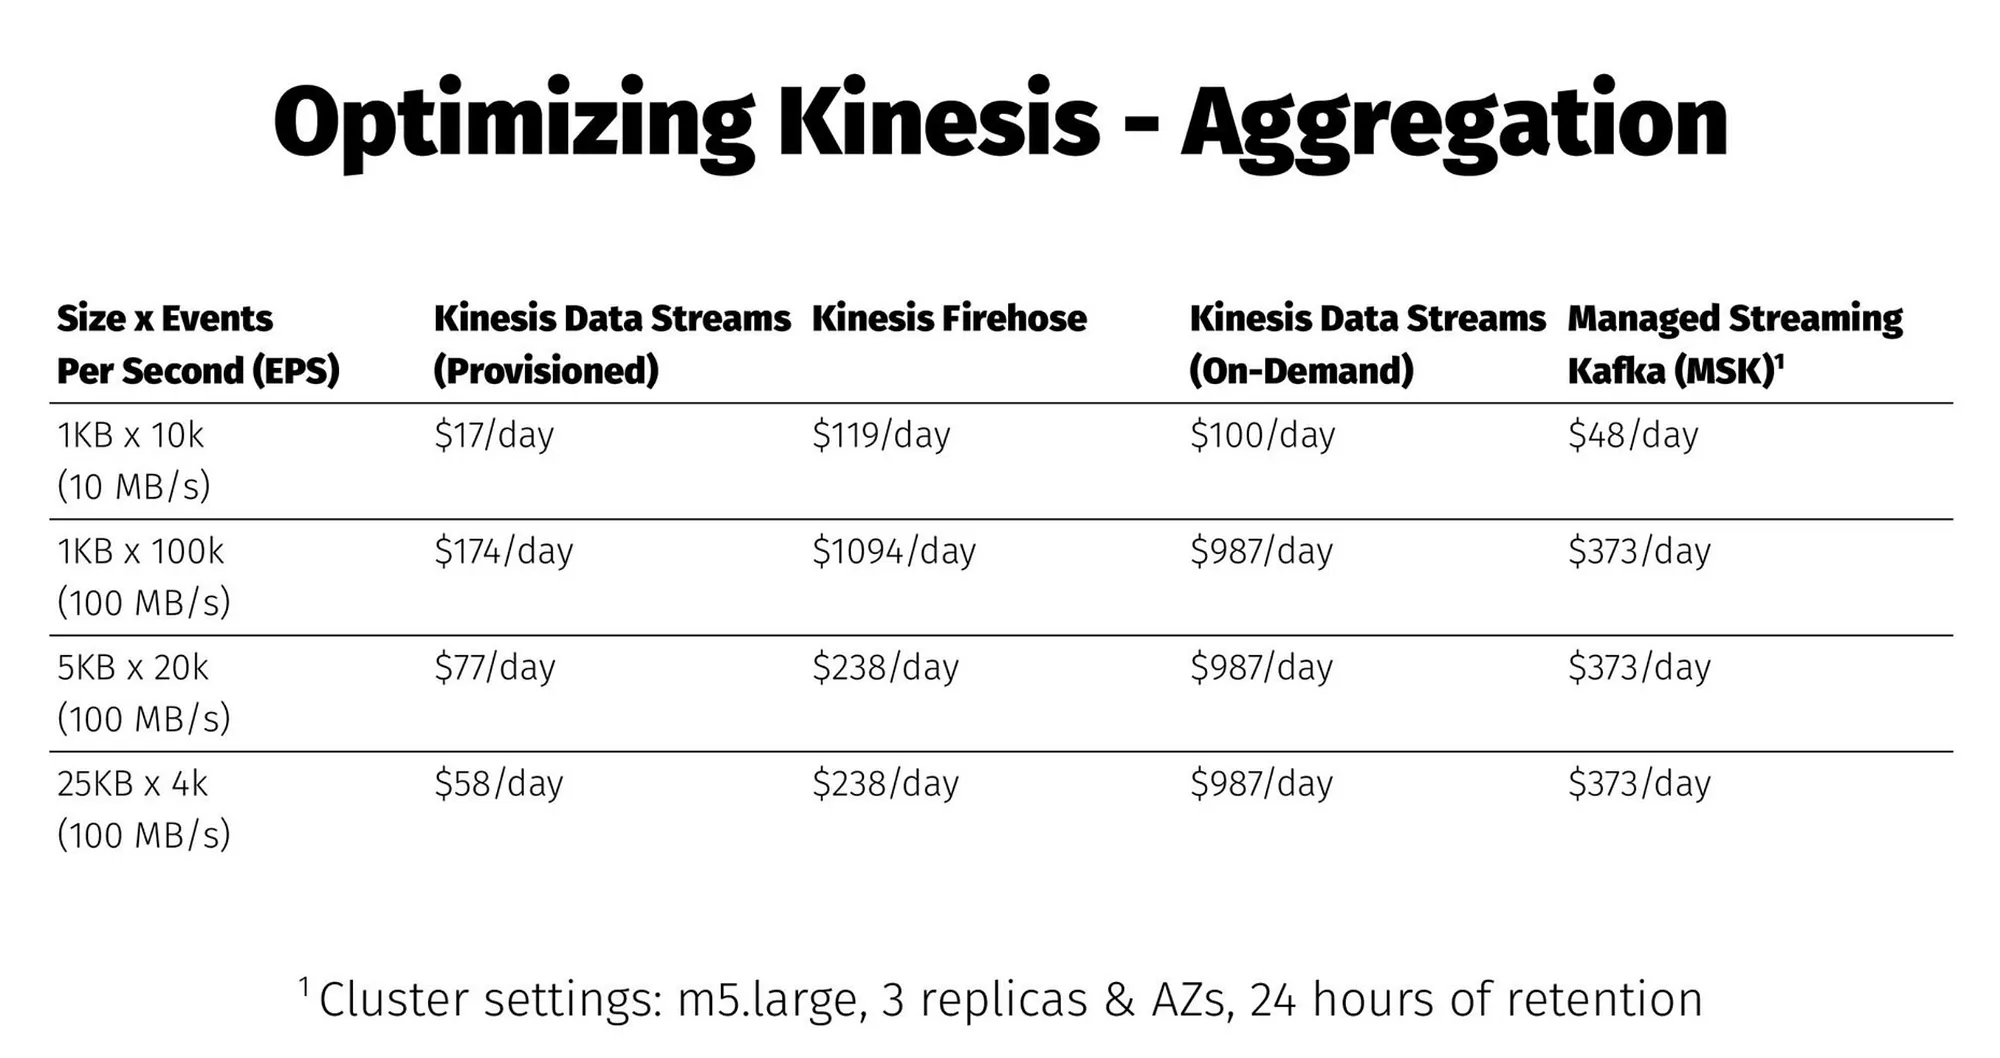 Optimizing Kinesis - Aggregation
Size x Events Kinesis Data Streams Kinesis Firehose Kinesis Data Streams Managed Streaming
Per Second (EPS) (Provisioned) (On-Demand) Kafka (MSK)¹
1KB x 10k $17/day $119/day $100/day $48/day
(10 MB/s)
1KB x 100k $174/day $1094/day $987/day $373/day
(100 MB/s)
5KB x 20k $77/day $238/day $987/day $373/day
(100 MB/s)
25KB x 4k $58/day $238/day $987/day $373/day
(100 MB/s)
¹ Cluster settings: m5.large, 3 replicas & AZs, 24 hours of retention